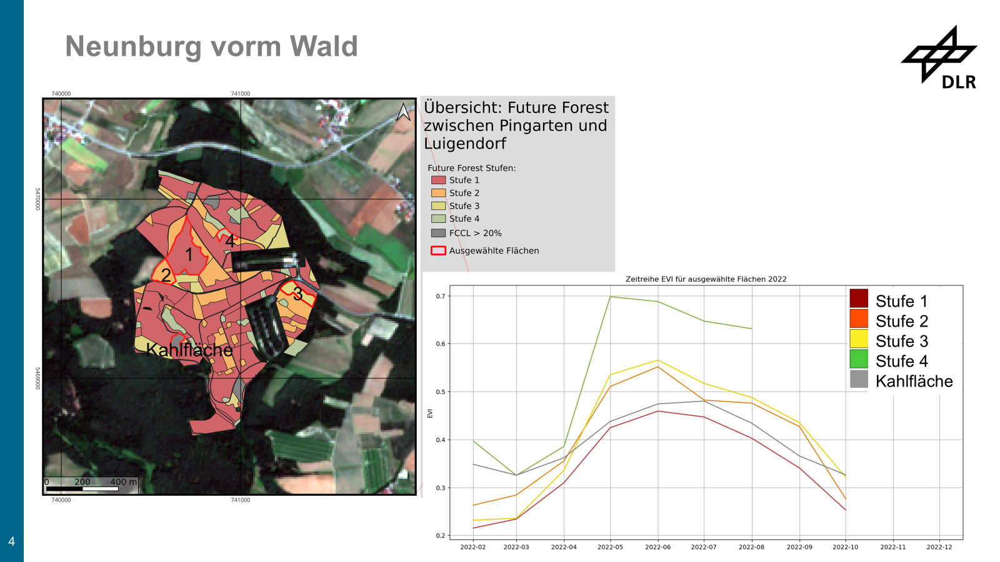 Neunburg vorm Wald
DLR
740000
741000
5470000
5469000
1
2
3
4
Kahlfläche
0 200 400 m
740000
741000
Übersicht: Future Forest
zwischen Pingarten und
Luigendorf
Future Forest Stufen:
Stufe 1
Stufe 2
Stufe 3
Stufe 4
FCCL > 20%
Ausgewählte Flächen
Zeitreihe EVI für ausgewählte Flächen 2022
EVI
0.7
0.6
0.5
0.4
0.3
0.2
2022-02 2022-03 2022-04 2022-05 2022-06 2022-07 2022-08 2022-09 2022-10 2022-11 2022-12
Stufe 1
Stufe 2
Stufe 3
Stufe 4
Kahlfläche
4